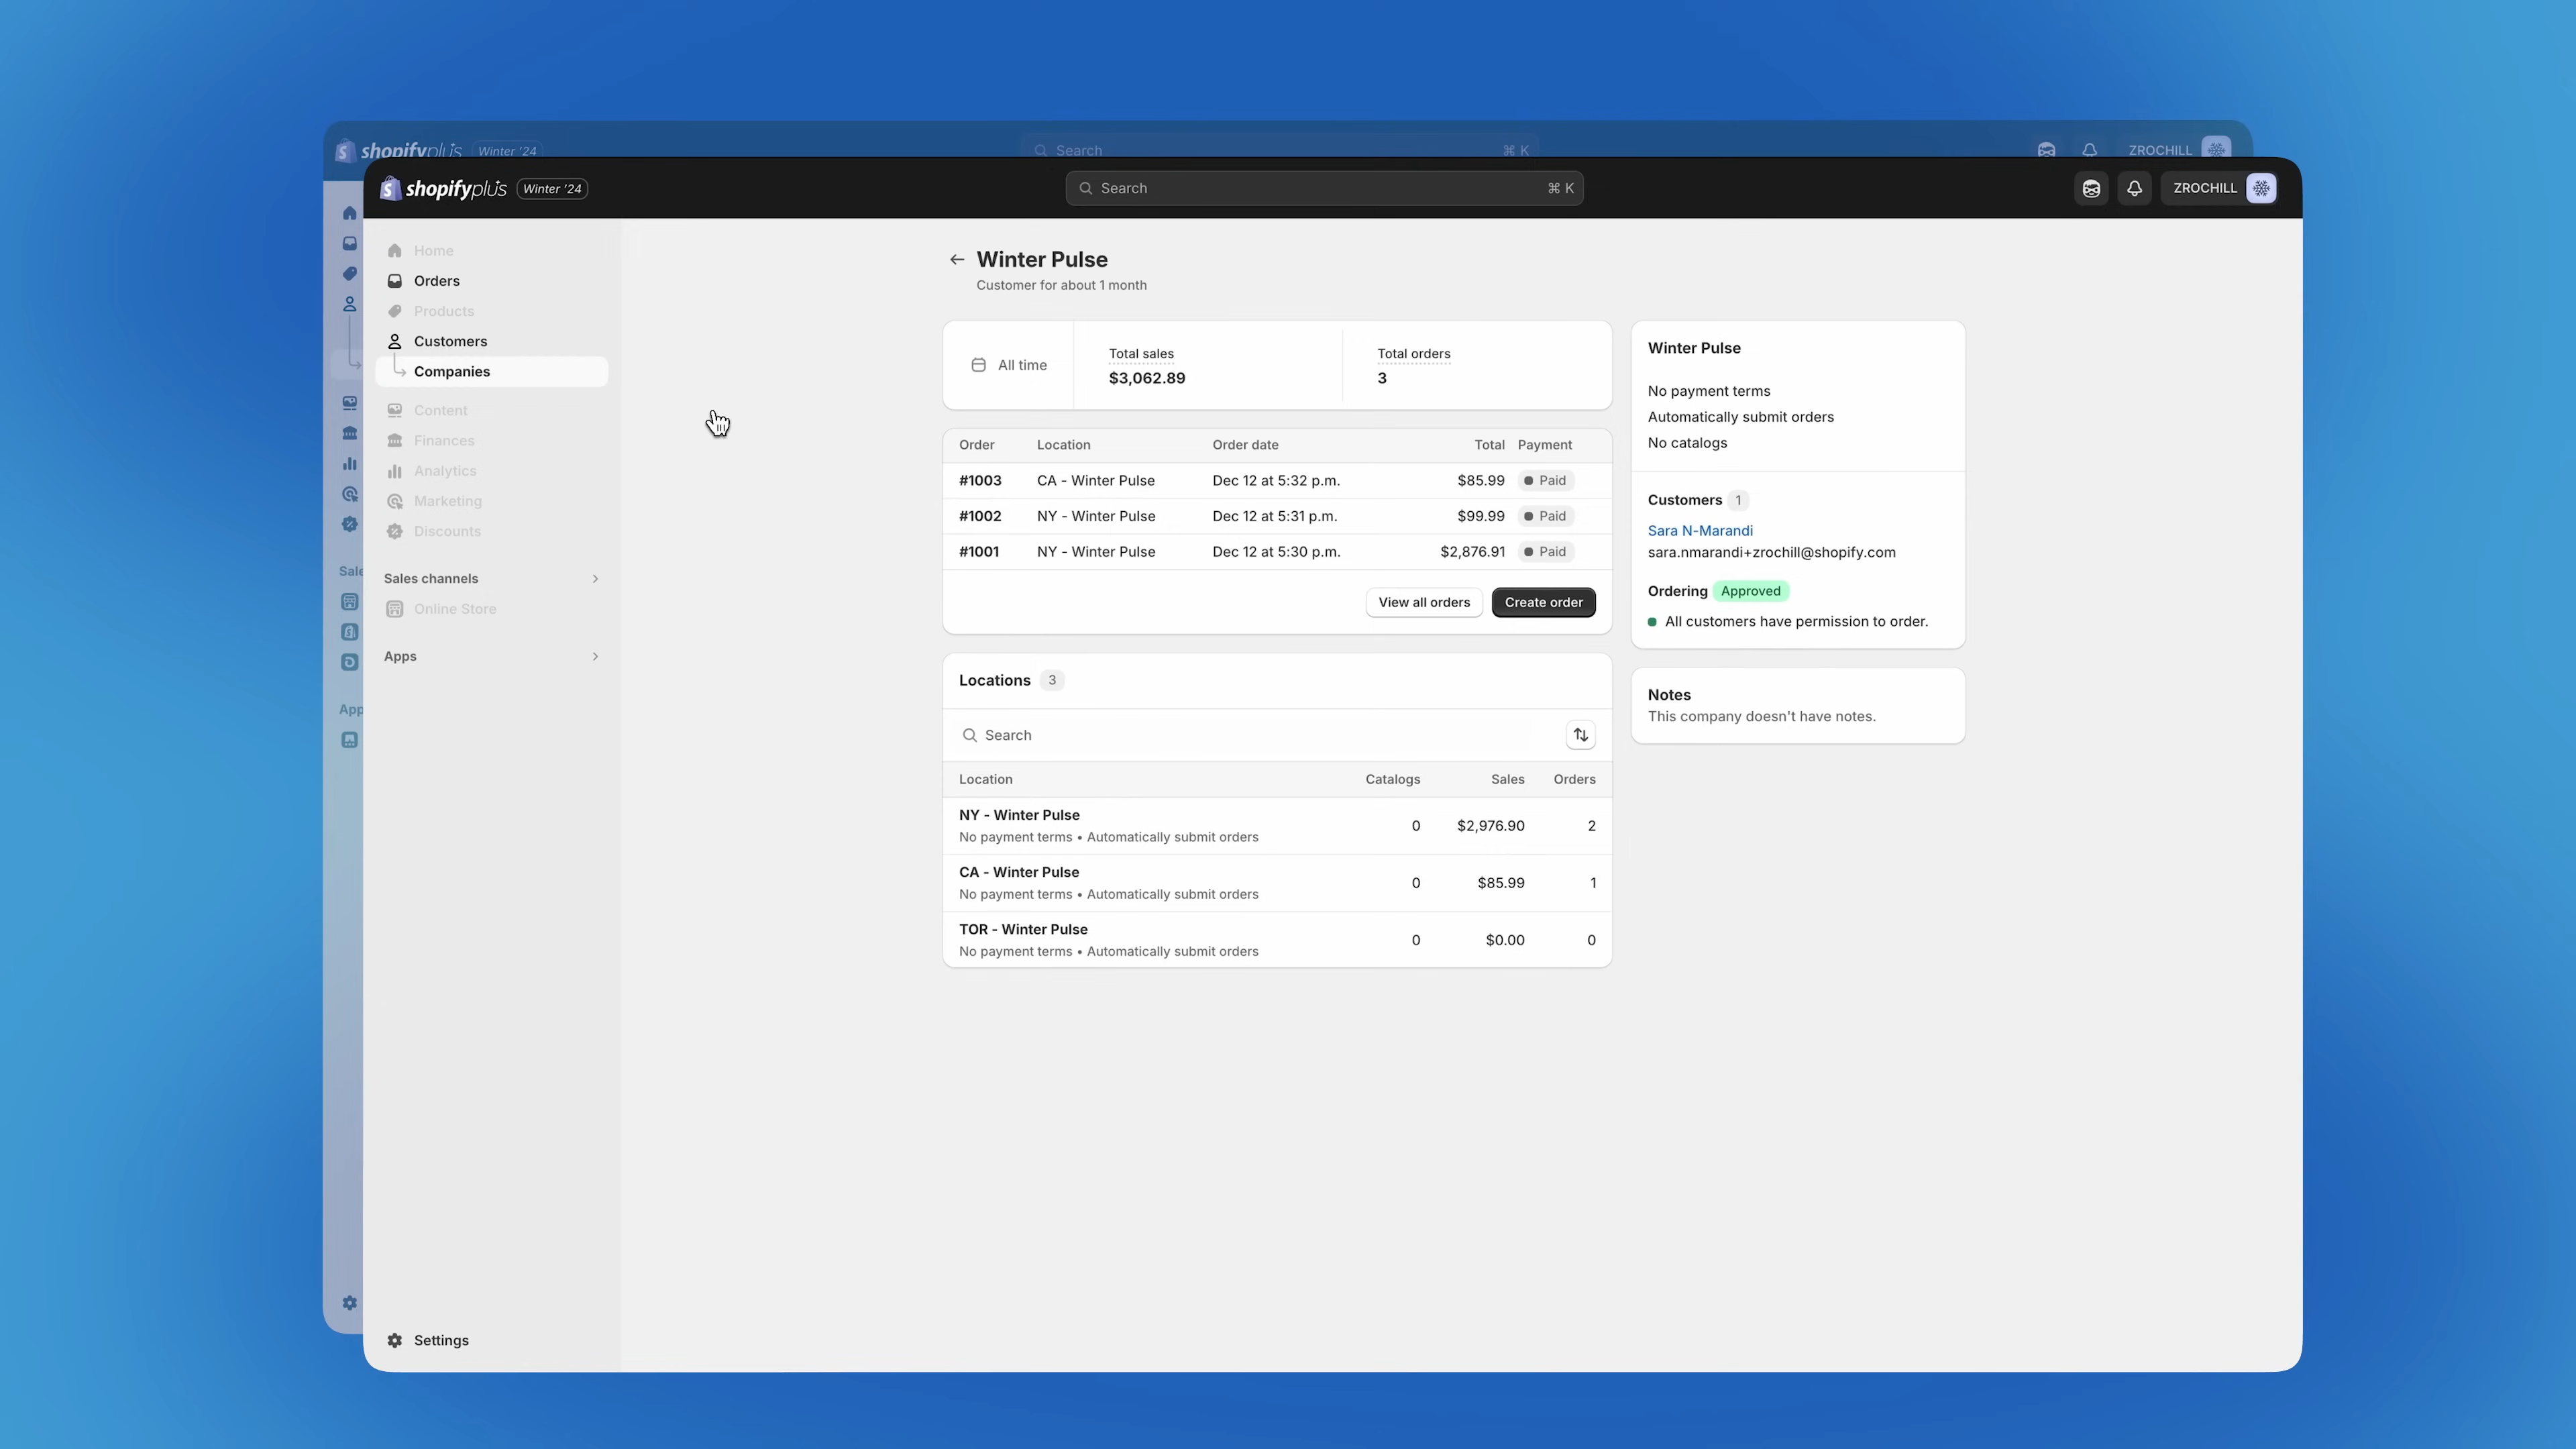 shopifyplus Winter '24
Search ⌘ K
ZROCHILL
shopifyplus Winter '24
Search ⌘ K
ZROCHILL
Home
Orders
Products
Customers
Companies
Content
Finances
Analytics
Marketing
Discounts
Sales channels
Online Store
Apps
Settings
Sale
App
Winter Pulse
Customer for about 1 month
All time
Total sales
$3,062.89
Total orders
3
Order Location Order date Total Payment
#1003 CA - Winter Pulse Dec 12 at 5:32 p.m. $85.99 Paid
#1002 NY - Winter Pulse Dec 12 at 5:31 p.m. $99.99 Paid
#1001 NY - Winter Pulse Dec 12 at 5:30 p.m. $2,876.91 Paid
View all orders Create order
Locations 3
Search
Location Catalogs Sales Orders
NY - Winter Pulse
No payment terms • Automatically submit orders
0 $2,976.90 2
CA - Winter Pulse
No payment terms • Automatically submit orders
0 $85.99 1
TOR - Winter Pulse
No payment terms • Automatically submit orders
0 $0.00 0
Winter Pulse
No payment terms
Automatically submit orders
No catalogs
Customers 1
Sara N-Marandi
sara.nmarandi+zrochill@shopify.com
Ordering Approved
All customers have permission to order.
Notes
This company doesn't have notes.